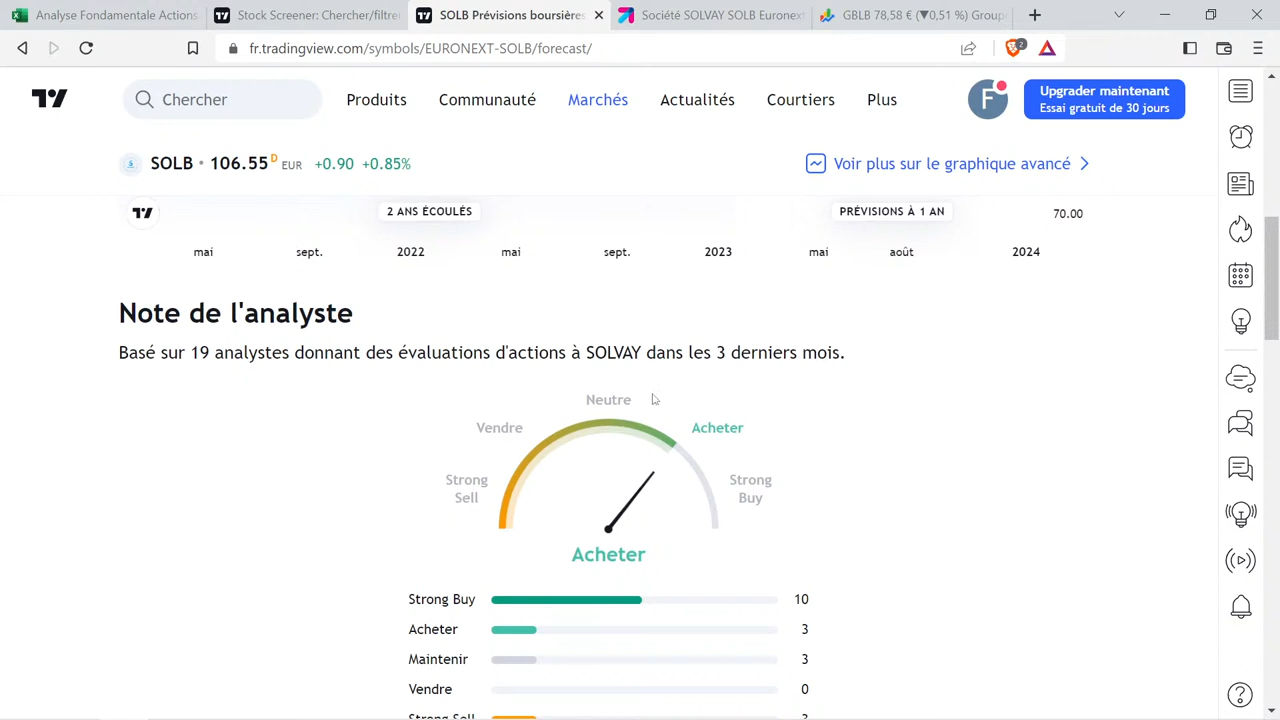 Analyse Fondamentale Actions
Stock Screener: Chercher/filtrer
SOLB Prévisions boursières
Société SOLVAY SOLB Euronext
GBLB 78,58 € (▼0,51 %) Group
fr.tradingview.com/symbols/EURONEXT-SOLB/forecast/
2
Chercher
Produits
Communauté
Marchés
Actualités
Courtiers
Plus
F
Upgrader maintenant
Essai gratuit de 30 jours
SOLB • 106.55 D EUR +0.90 +0.85%
Voir plus sur le graphique avancé
2 ANS ÉCOULÉS
PRÉVISIONS À 1 AN
70.00
mai sept. 2022 mai sept. 2023 mai août 2024
Note de l'analyste
Basé sur 19 analystes donnant des évaluations d'actions à SOLVAY dans les 3 derniers mois.
Neutre
Vendre
Acheter
Strong
Sell
Strong
Buy
Acheter
Strong Buy 10
Acheter 3
Maintenir 3
Vendre 0
Strong Sell 3